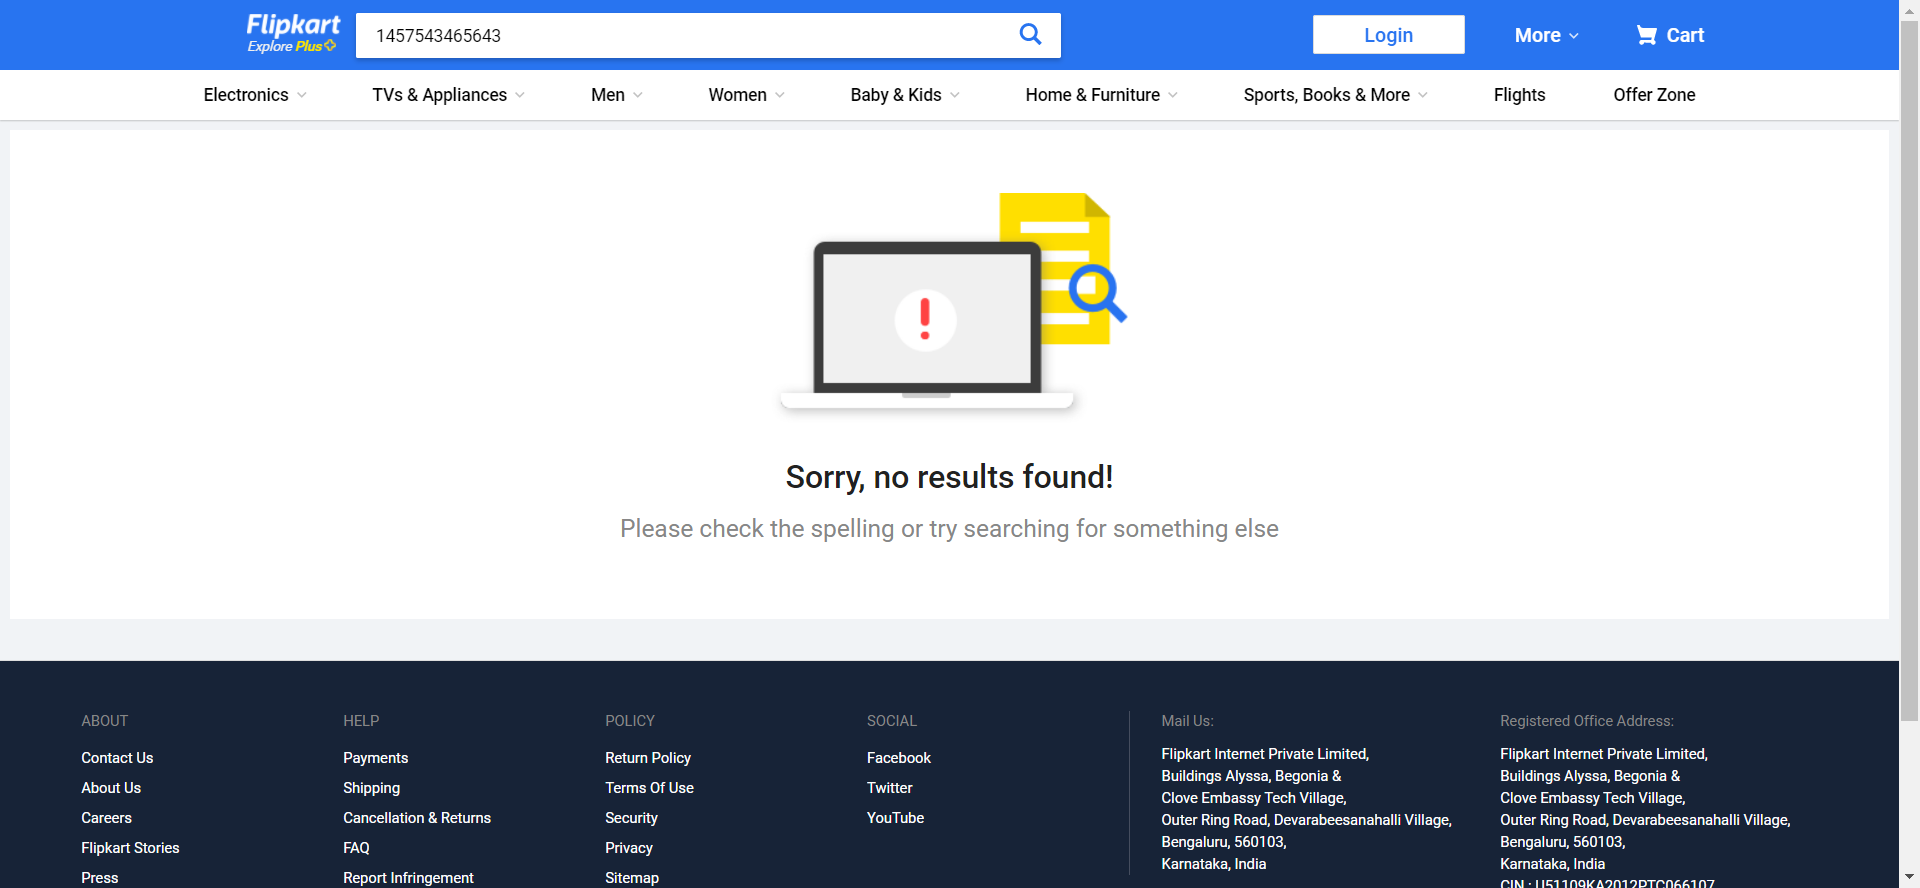 Flipkart
Explore Plus
1457543465643
Login
More
Cart
Electronics
TVs & Appliances
Men
Women
Baby & Kids
Home & Furniture
Sports, Books & More
Flights
Offer Zone
Sorry, no results found!
Please check the spelling or try searching for something else
ABOUT
Contact Us
About Us
Careers
Flipkart Stories
Press
HELP
Payments
Shipping
Cancellation & Returns
FAQ
Report Infringement
POLICY
Return Policy
Terms Of Use
Security
Privacy
Sitemap
SOCIAL
Facebook
Twitter
YouTube
Mail Us:
Flipkart Internet Private Limited,
Buildings Alyssa, Begonia &
Clove Embassy Tech Village,
Outer Ring Road, Devarabeesanahalli Village,
Bengaluru, 560103,
Karnataka, India
Registered Office Address:
Flipkart Internet Private Limited,
Buildings Alyssa, Begonia &
Clove Embassy Tech Village,
Outer Ring Road, Devarabeesanahalli Village,
Bengaluru, 560103,
Karnataka, India
CIN : U51109KA2012PTC066107